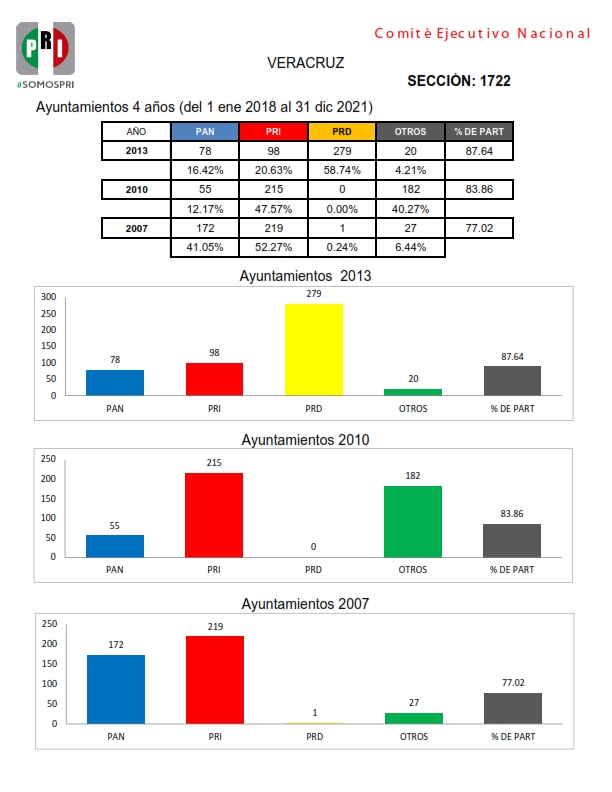 PRI
#SOMOSPRI
Comité Ejecutivo Nacional
VERACRUZ
SECCIÓN: 1722
Ayuntamientos 4 años (del 1 ene 2018 al 31 dic 2021)
AÑO PAN PRI PRD OTROS % DE PART
2013 78 98 279 20 87.64
16.42% 20.63% 58.74% 4.21%
2010 55 215 0 182 83.86
12.17% 47.57% 0.00% 40.27%
2007 172 219 1 27 77.02
41.05% 52.27% 0.24% 6.44%
Ayuntamientos 2013
300
250
200
150
100
50
0
78
98
279
20
87.64
PAN PRI PRD OTROS % DE PART
Ayuntamientos 2010
250
200
150
100
50
0
55
215
0
182
83.86
PAN PRI PRD OTROS % DE PART
Ayuntamientos 2007
250
200
150
100
50
0
172
219
1
27
77.02
PAN PRI PRD OTROS % DE PART